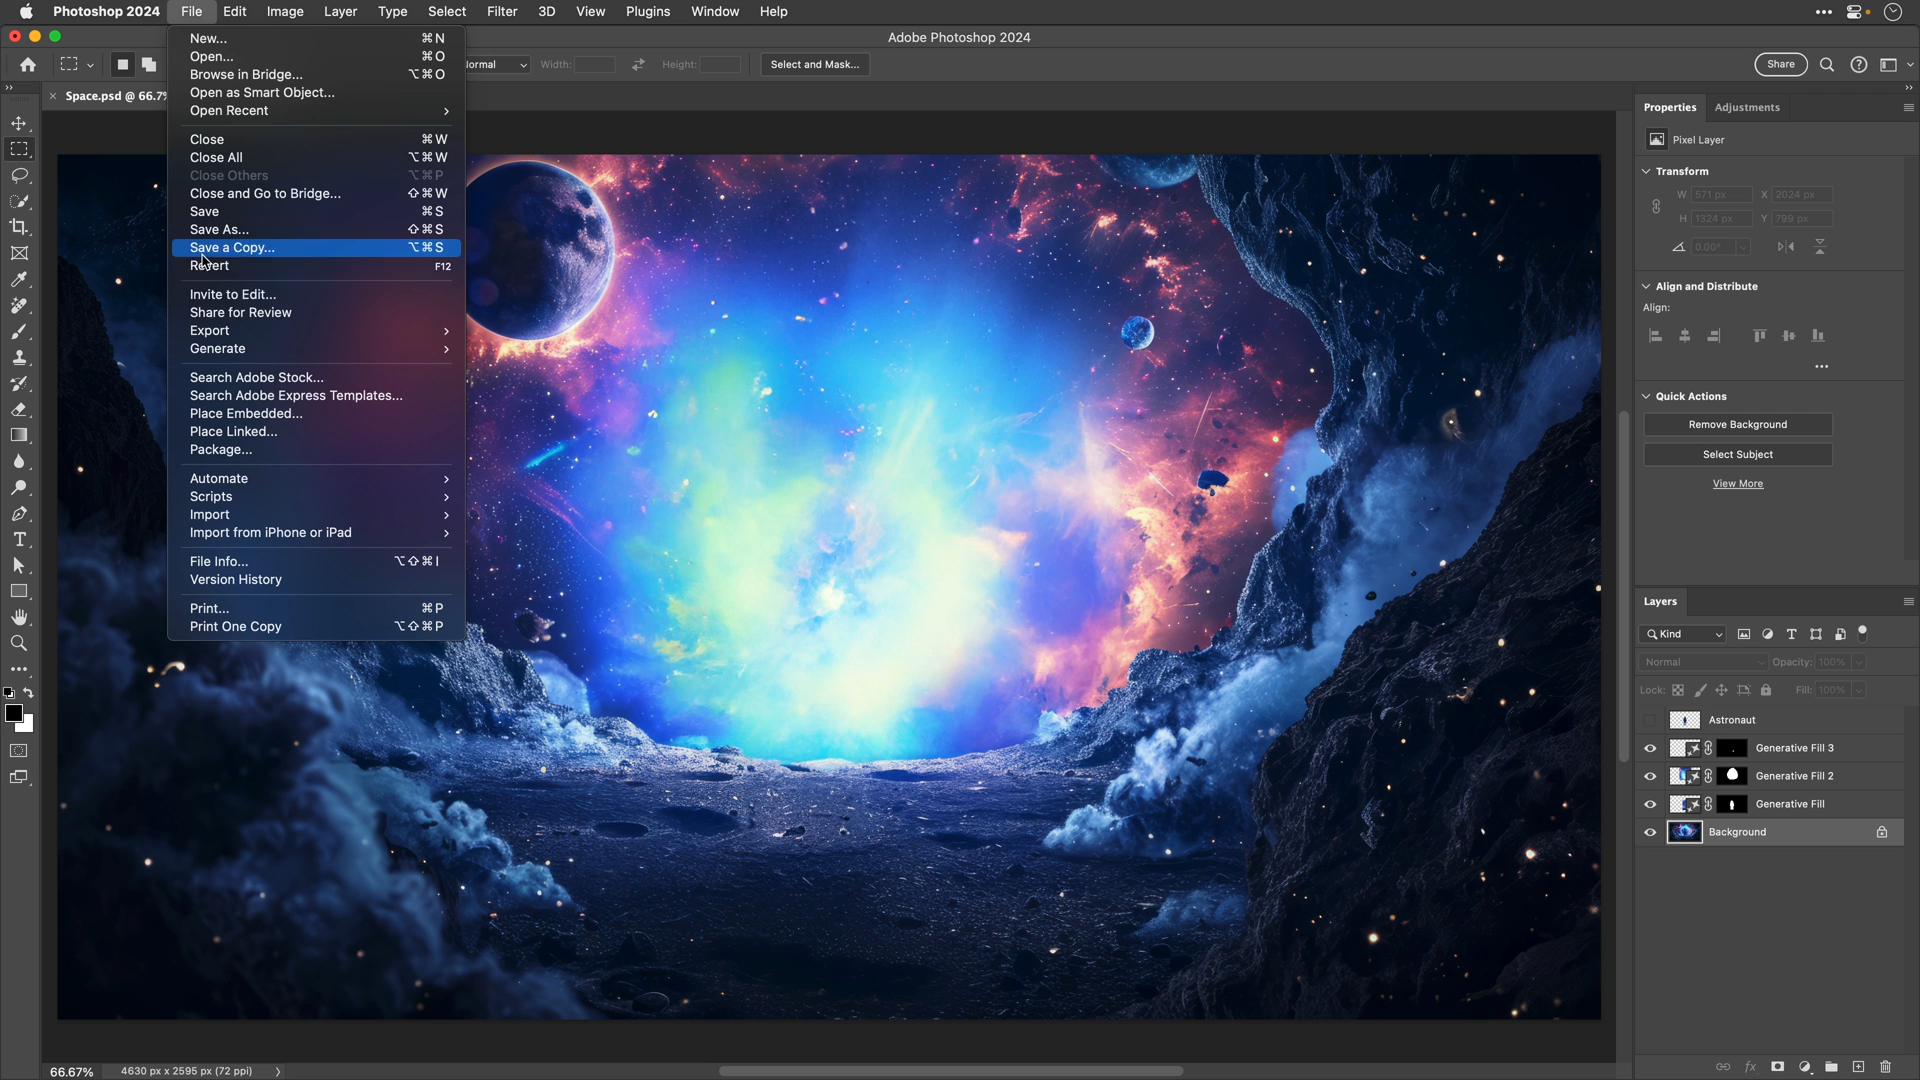 Photoshop 2024 File Edit Image Layer Type Select Filter 3D View Plugins Window Help
Adobe Photoshop 2024
Width: Height: Select and Mask... Share
Space.psd @ 66.7%
New... ⌘N
Open... ⌘O
Browse in Bridge... ⌥⌘O
Open as Smart Object...
Open Recent
Close ⌘W
Close All ⌥⌘W
Close Others ⌥⌘P
Close and Go to Bridge... ⇧⌘W
Save ⌘S
Save As... ⇧⌘S
Save a Copy... ⌥⌘S
Revert F12
Invite to Edit...
Share for Review
Export
Generate
Search Adobe Stock...
Search Adobe Express Templates...
Place Embedded...
Place Linked...
Package...
Automate
Scripts
Import
Import from iPhone or iPad
File Info... ⌥⇧⌘I
Version History
Print... ⌘P
Print One Copy ⌥⇧⌘P
Properties Adjustments
Pixel Layer
Transform
W 571 px X 2024 px
H 1324 px Y 799 px
0.00°
Align and Distribute
Align:
Quick Actions
Remove Background
Select Subject
View More
Layers
Kind
Normal Opacity: 100%
Lock: Fill: 100%
Astronaut
Generative Fill 3
Generative Fill 2
Generative Fill
Background
66.67% 4630 px x 2595 px (72 ppi)